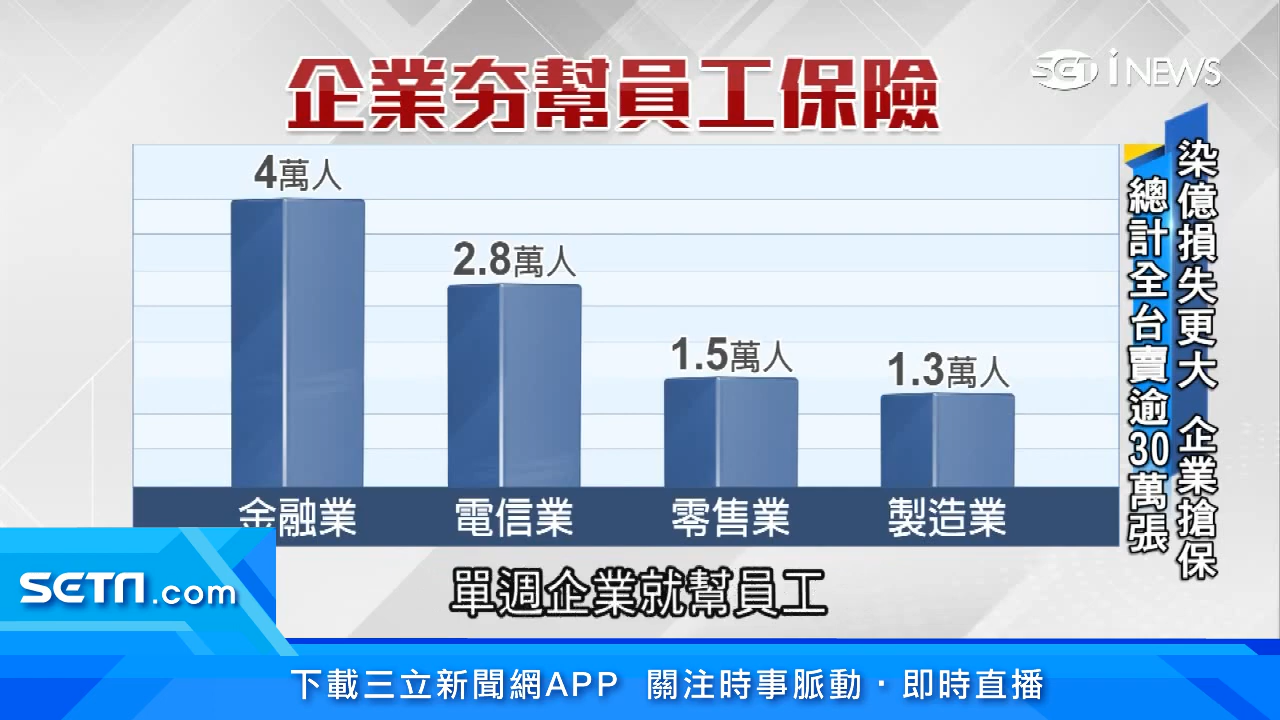 企業夯幫員工保險
SET iNEWS
4萬人
2.8萬人
1.5萬人
1.3萬人
金融業
電信業
零售業
製造業
染億損失更大 企業搶保
總計全台賣逾30萬張
單週企業就幫員工
SETN.com
下載三立新聞網APP 關注時事脈動・即時直播